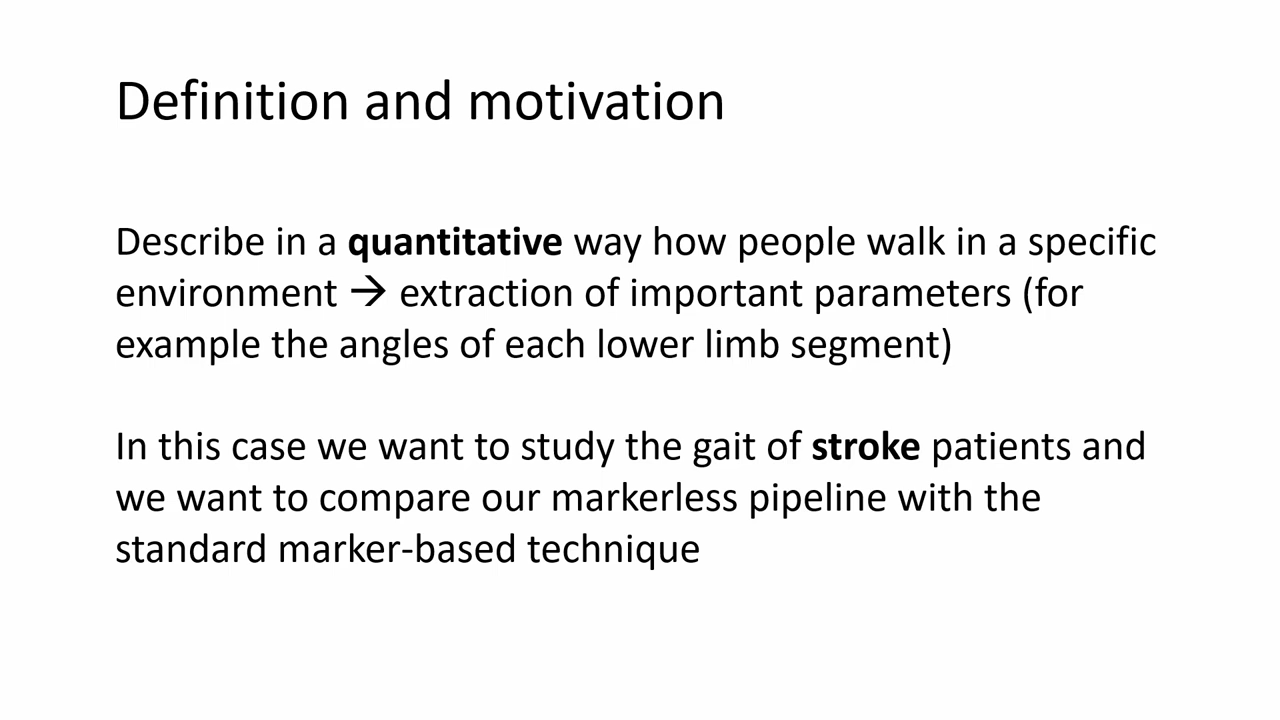 Definition and motivation
Describe in a quantitative way how people walk in a specific
environment → extraction of important parameters (for
example the angles of each lower limb segment)
In this case we want to study the gait of stroke patients and
we want to compare our markerless pipeline with the
standard marker-based technique